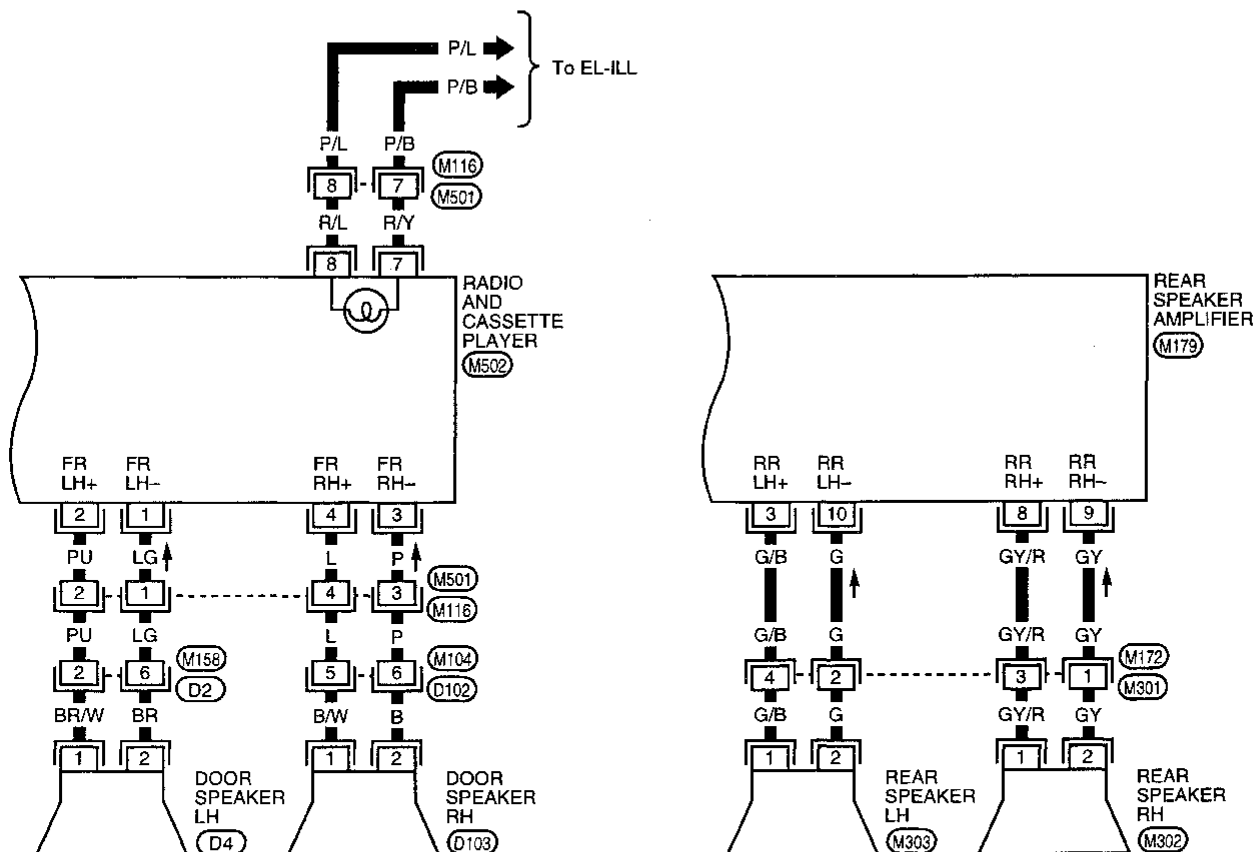 P/L
P/B
To EL-ILL
P/L P/B
8 7
M116
M501
R/L R/Y
8 7
RADIO
AND
CASSETTE
PLAYER
M502
REAR
SPEAKER
AMPLIFIER
M179
FR
LH+
FR
LH-
FR
RH+
FR
RH-
RR
LH+
RR
LH-
RR
RH+
RR
RH-
2 1 4 3
3 10 8 9
PU LG L P
G/B G GY/R GY
2 1 4 3
M501
M116
PU LG L P
G/B G GY/R GY
2 6 5 6
M158
D2
M104
D102
4 2 3 1
M172
M301
BR/W BR B/W B
G/B G GY/R GY
1 2 1 2
1 2 1 2
DOOR
SPEAKER
LH
D4
DOOR
SPEAKER
RH
D103
REAR
SPEAKER
LH
M303
REAR
SPEAKER
RH
M302